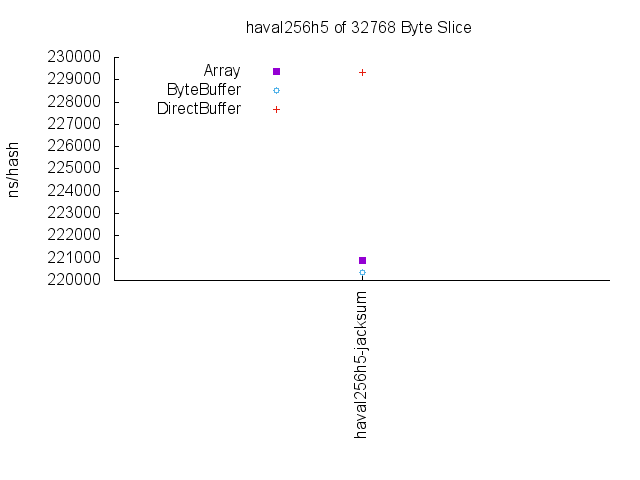 haval256h5 of 32768 Byte Slice
230000
229000
228000
227000
226000
225000
224000
223000
222000
221000
220000
ns/hash
Array
ByteBuffer
DirectBuffer
haval256h5-jacksum